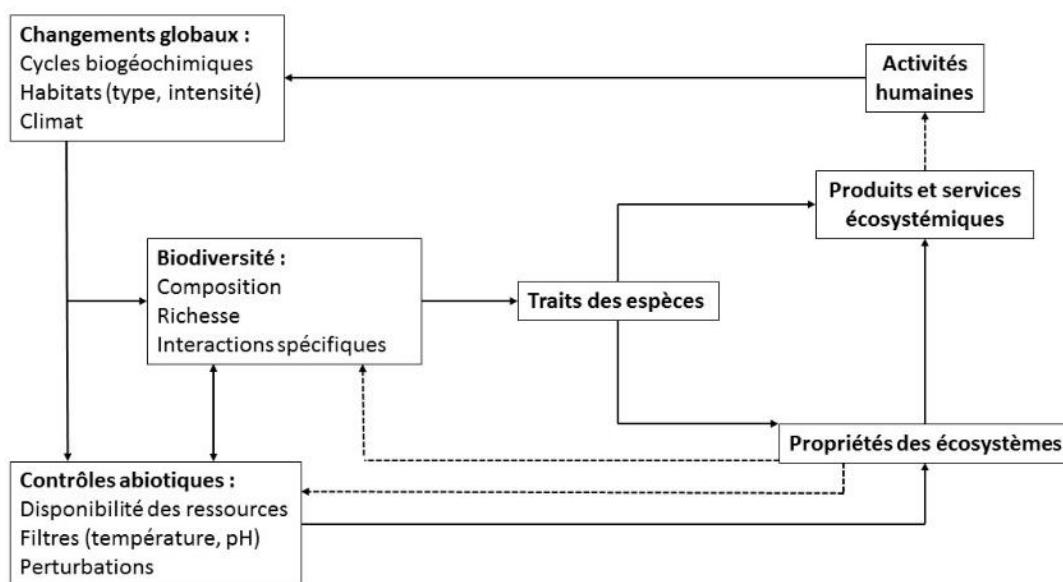 Changements globaux :
Cycles biogéochimiques
Habitats (type, intensité)
Climat
Activités
humaines
Produits et services
écosystémiques
Biodiversité :
Composition
Richesse
Interactions spécifiques
Traits des espèces
Propriétés des écosystèmes
Contrôles abiotiques :
Disponibilité des ressources
Filtres (température, pH)
Perturbations